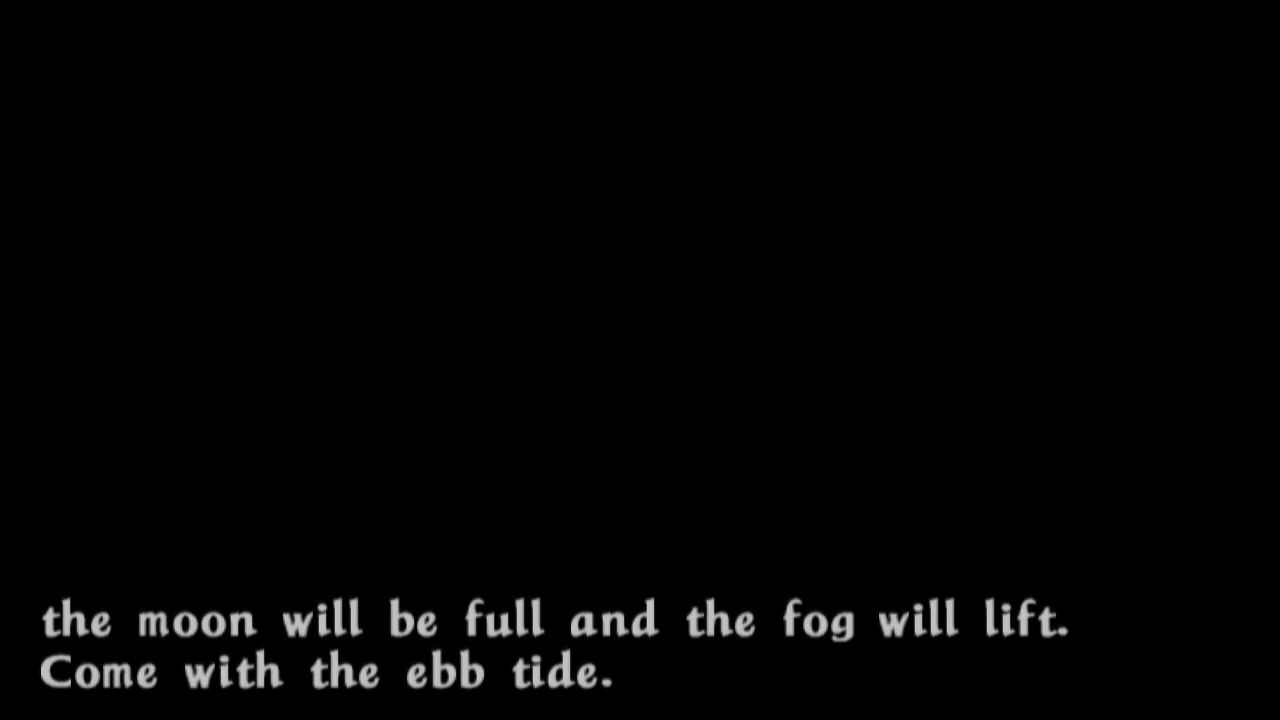 the moon will be full and the fog will lift.
Come with the ebb tide.